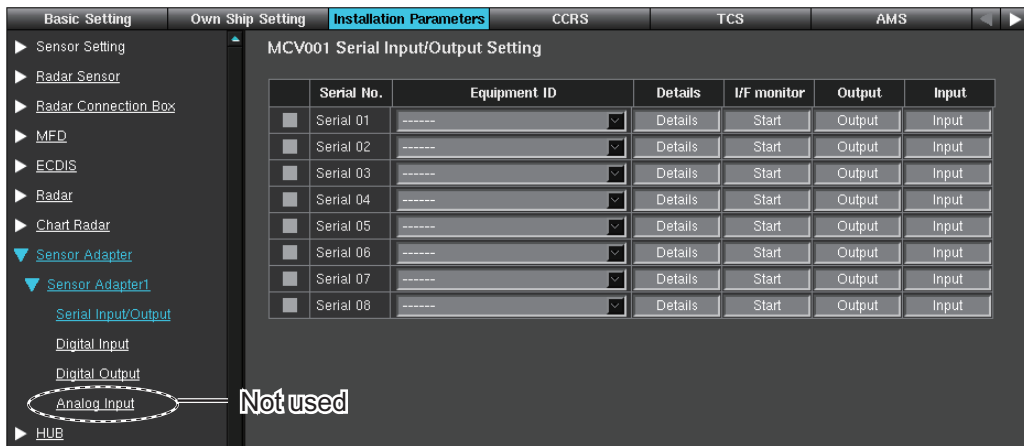 Basic Setting Own Ship Setting Installation Parameters CCRS TCS AMS
Sensor Setting
Radar Sensor
Radar Connection Box
MFD
ECDIS
Radar
Chart Radar
Sensor Adapter
Sensor Adapter1
Serial Input/Output
Digital Input
Digital Output
Analog Input
HUB
Not used
MCV001 Serial Input/Output Setting
Serial No. Equipment ID Details I/F monitor Output Input
Serial 01 ------ Details Start Output Input
Serial 02 ------ Details Start Output Input
Serial 03 ------ Details Start Output Input
Serial 04 ------ Details Start Output Input
Serial 05 ------ Details Start Output Input
Serial 06 ------ Details Start Output Input
Serial 07 ------ Details Start Output Input
Serial 08 ------ Details Start Output Input